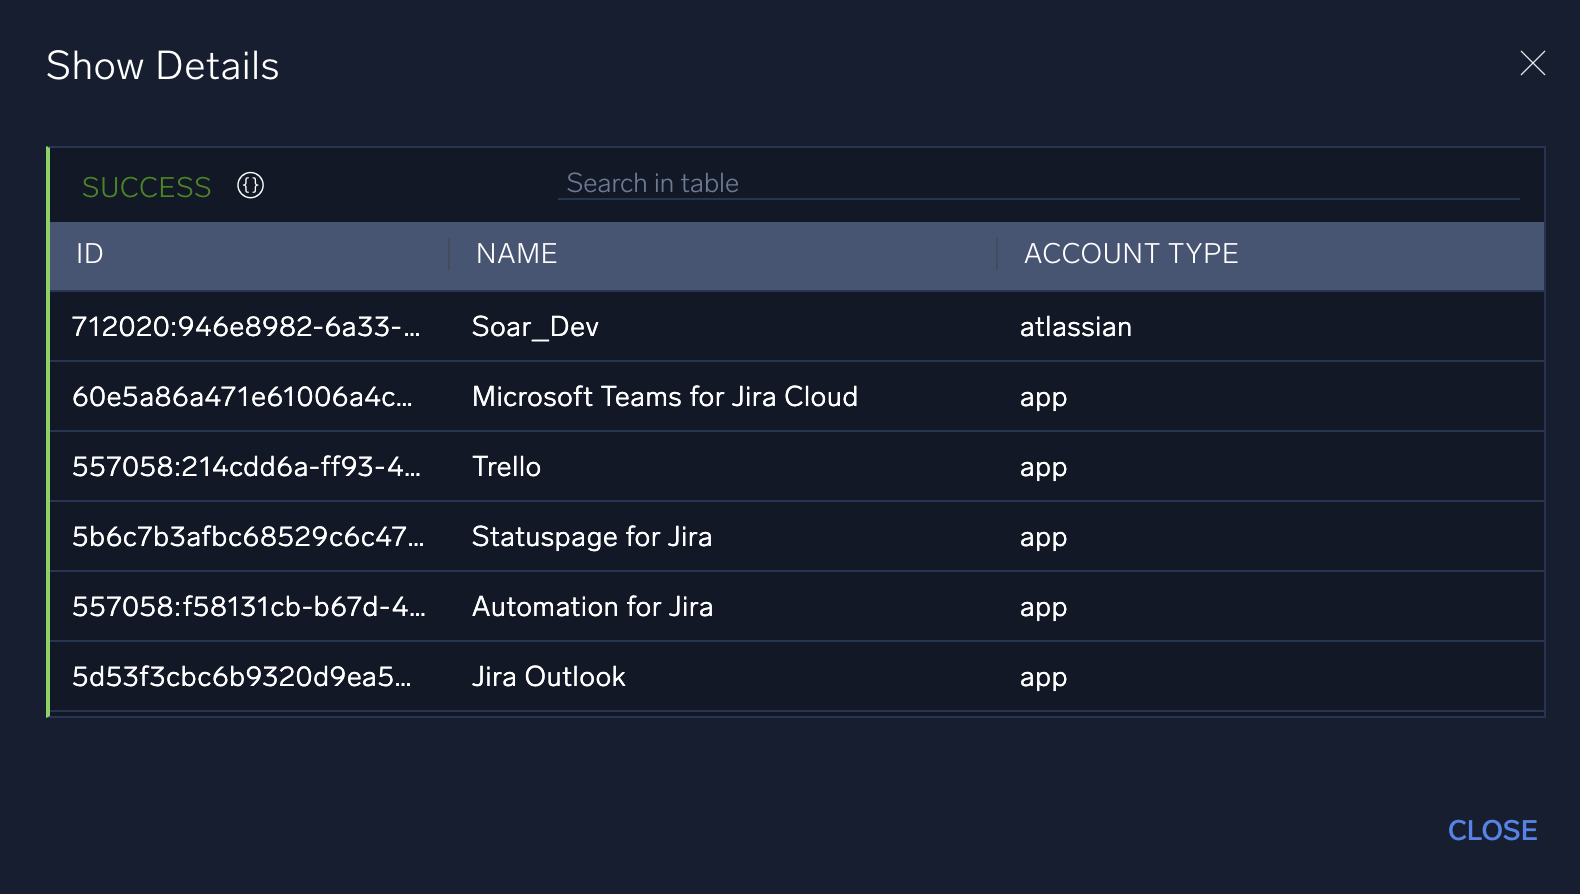 Show Details
SUCCESS {} Search in table
ID NAME ACCOUNT TYPE
712020:946e8982-6a33-... Soar_Dev atlassian
60e5a86a471e61006a4c... Microsoft Teams for Jira Cloud app
557058:214cdd6a-ff93-4... Trello app
5b6c7b3afbc68529c6c47... Statuspage for Jira app
557058:f58131cb-b67d-4... Automation for Jira app
5d53f3cbc6b9320d9ea5... Jira Outlook app
CLOSE